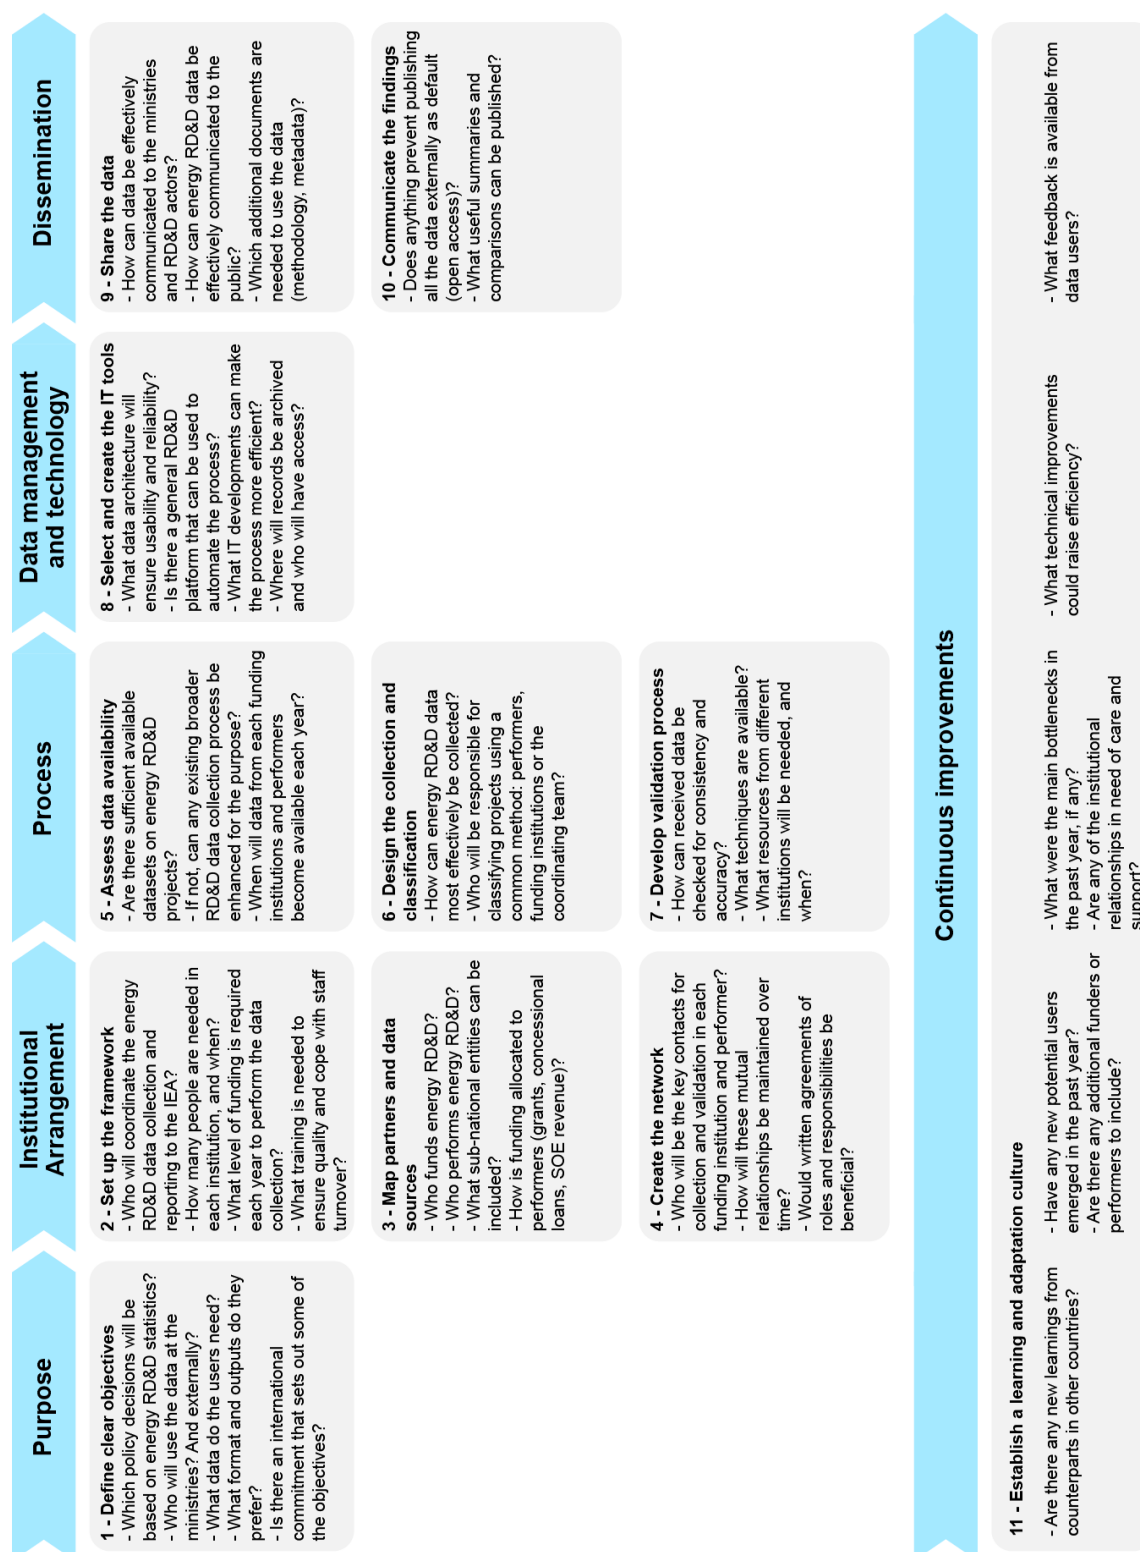 Purpose
1 - Define clear objectives
- Which policy decisions will be
based on energy RD&D statistics?
- Who will use the data at the
ministries? And externally?
- What data do the users need?
- What format and outputs do they
prefer?
- Is there an international
commitment that sets out some of
the objectives?
Institutional
Arrangement
2 - Set up the framework
- Who will coordinate the energy
RD&D data collection and
reporting to the IEA?
- How many people are needed in
each institution, and when?
- What level of funding is required
each year to perform the data
collection?
- What training is needed to
ensure quality and cope with staff
turnover?
3 - Map partners and data
sources
- Who funds energy RD&D?
- Who performs energy RD&D?
- What sub-national entities can be
included?
- How is funding allocated to
performers (grants, concessional
loans, SOE revenue)?
4 - Create the network
- Who will be the key contacts for
collection and validation in each
funding institution and performer?
- How will these mutual
relationships be maintained over
time?
- Would written agreements of
roles and responsibilities be
beneficial?
Process
5 - Assess data availability
- Are there sufficient available
datasets on energy RD&D
projects?
- If not, can any existing broader
RD&D data collection process be
enhanced for the purpose?
- When will data from each funding
institutions and performers
become available each year?
6 - Design the collection and
classification
- How can energy RD&D data
most effectively be collected?
- Who will be responsible for
classifying projects using a
common method: performers,
funding institutions or the
coordinating team?
7 - Develop validation process
- How can received data be
checked for consistency and
accuracy?
- What techniques are available?
- What resources from different
institutions will be needed, and
when?
Data management
and technology
8 - Select and create the IT tools
- What data architecture will
ensure usability and reliability?
- Is there a general RD&D
platform that can be used to
automate the process?
- What IT developments can make
the process more efficient?
- Where will records be archived
and who will have access?
Dissemination
9 - Share the data
- How can data be effectively
communicated to the ministries
and RD&D actors?
- How can energy RD&D data be
effectively communicated to the
public?
- Which additional documents are
needed to use the data
(methodology, metadata)?
10 - Communicate the findings
- Does anything prevent publishing
all the data externally as default
(open access)?
- What useful summaries and
comparisons can be published?
Continuous improvements
11 - Establish a learning and adaptation culture
- Are there any new learnings from
counterparts in other countries?
- Have any new potential users
emerged in the past year?
- Are there any additional funders or
performers to include?
- What were the main bottlenecks in
the past year, if any?
- Are any of the institutional
relationships in need of care and
support?
- What technical improvements
could raise efficiency?
- What feedback is available from
data users?